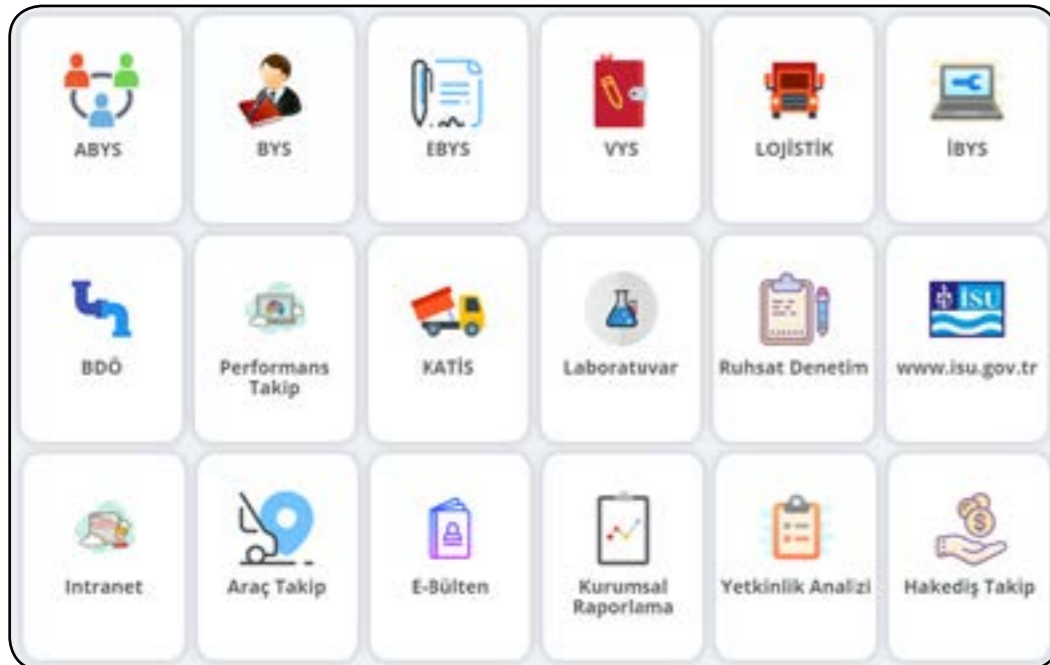 ABYS
BYS
EBYS
VYS
LOJİSTİK
İBYS
BDÖ
Performans
Takip
KATİS
Laboratuvar
Ruhsat Denetim
isu
www.isu.gov.tr
Intranet
Araç Takip
E-Bülten
Kurumsal
Raporlama
Yetkinlik Analizi
Hakediş Takip